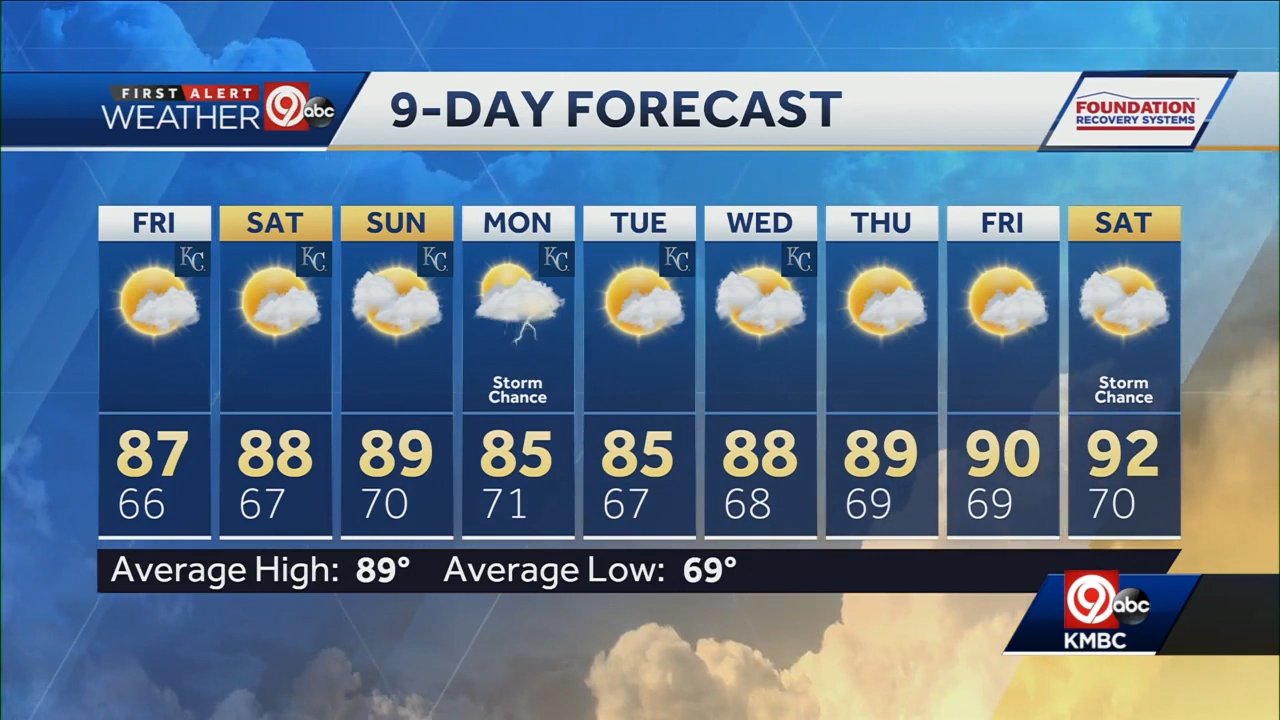 FIRST ALERT
WEATHER 9 abc
9-DAY FORECAST
FOUNDATION
RECOVERY SYSTEMS
FRI SAT SUN MON TUE WED THU FRI SAT
KC KC KC KC KC KC
Storm Storm
Chance Chance
87 88 89 85 85 88 89 90 92
66 67 70 71 67 68 69 69 70
Average High: 89° Average Low: 69°
9 abc
KMBC